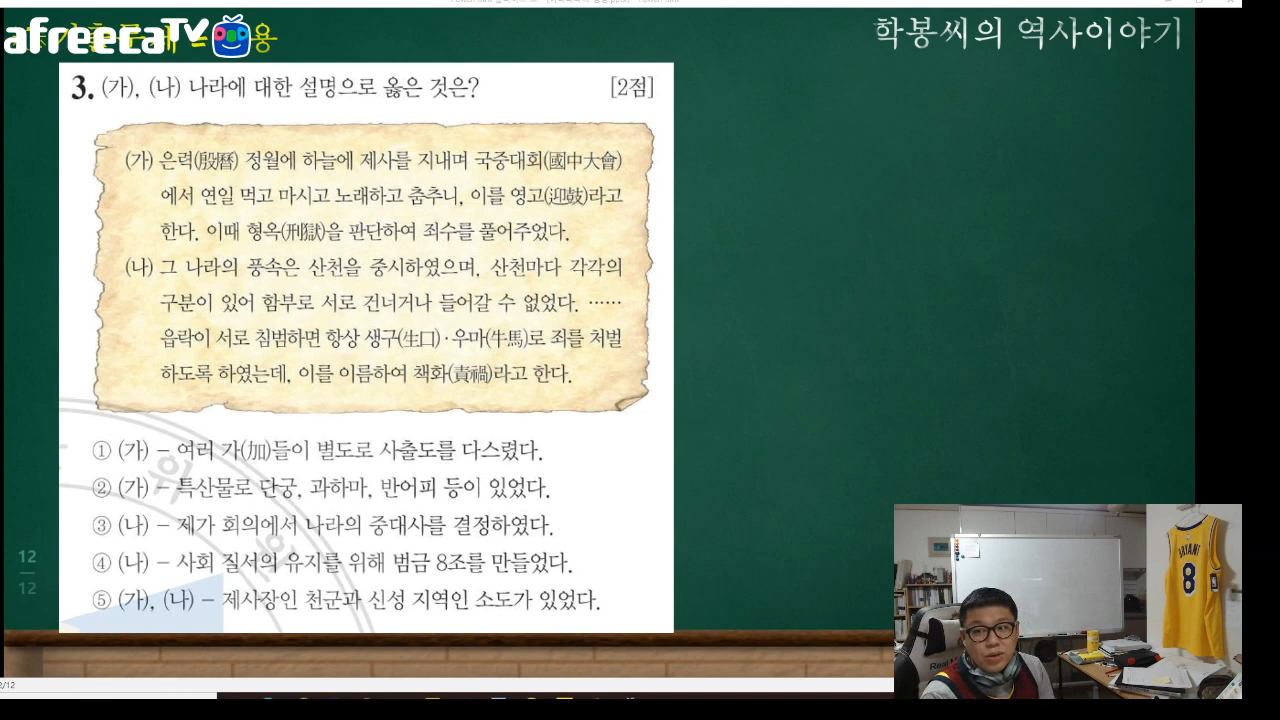 afreecaTV
용
학봉씨의 역사이야기
3. (가), (나) 나라에 대한 설명으로 옳은 것은? [2점]
(가) 은력(殷曆) 정월에 하늘에 제사를 지내며 국중대회(國中大會)
에서 연일 먹고 마시고 노래하고 춤추니, 이를 영고(迎鼓)라고
한다. 이때 형옥(刑獄)을 판단하여 죄수를 풀어주었다.
(나) 그 나라의 풍속은 산천을 중시하였으며, 산천마다 각각의
구분이 있어 함부로 서로 건너거나 들어갈 수 없었다. ……
읍락이 서로 침범하면 항상 생구(生口)·우마(牛馬)로 죄를 처벌
하도록 하였는데, 이를 이름하여 책화(責禍)라고 한다.
① (가) – 여러 가(加)들이 별도로 사출도를 다스렸다.
② (가) – 특산물로 단궁, 과하마, 반어피 등이 있었다.
③ (나) – 제가 회의에서 나라의 중대사를 결정하였다.
④ (나) – 사회 질서의 유지를 위해 범금 8조를 만들었다.
⑤ (가), (나) – 제사장인 천군과 신성 지역인 소도가 있었다.
12
12
8
2/12